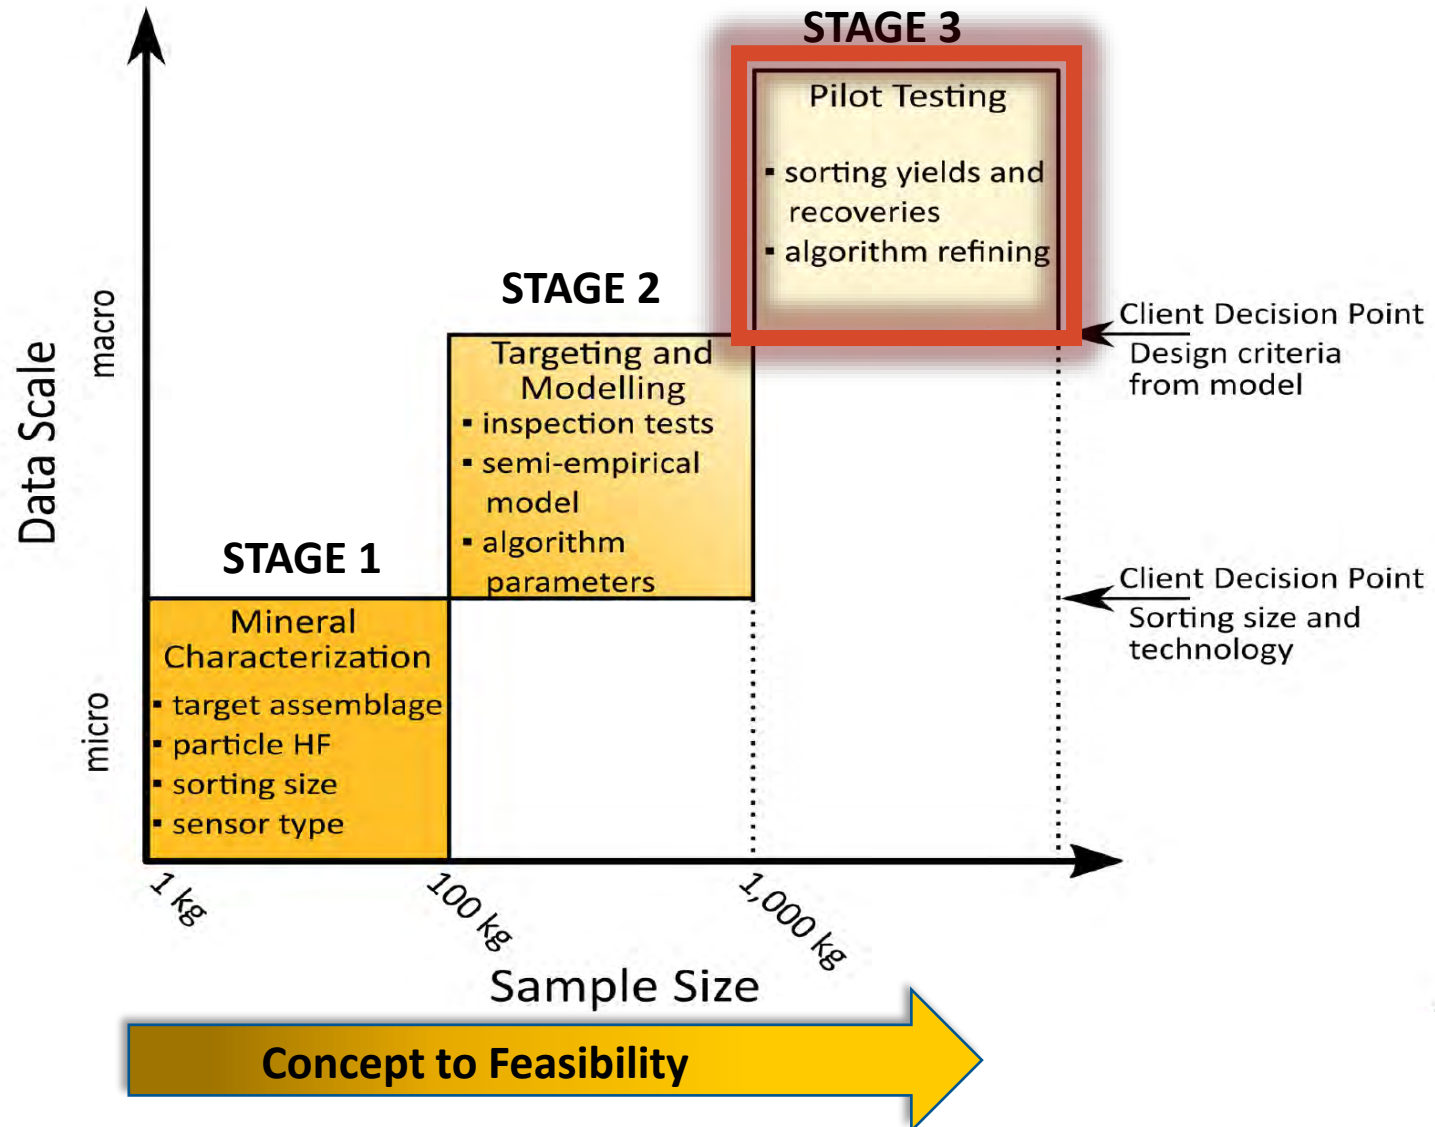 STAGE 3
Pilot Testing
▪ sorting yields and
recoveries
▪ algorithm refining
STAGE 2
Targeting and
Modelling
▪ inspection tests
▪ semi-empirical
model
▪ algorithm
parameters
STAGE 1
Mineral
Characterization
▪ target assemblage
▪ particle HF
▪ sorting size
▪ sensor type
Client Decision Point
Design criteria
from model
Client Decision Point
Sorting size and
technology
Data Scale
macro
micro
1 kg
100 kg
1,000 kg
Sample Size
Concept to Feasibility